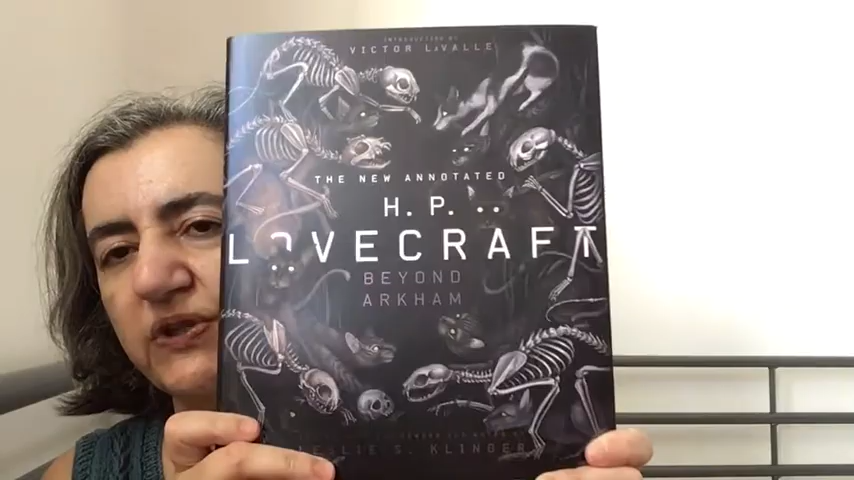 INTRODUCTION BY
VICTOR LAVALLE
THE NEW ANNOTATED
H. P.
LOVECRAFT
BEYOND
ARKHAM
LESLIE S. KLINGER